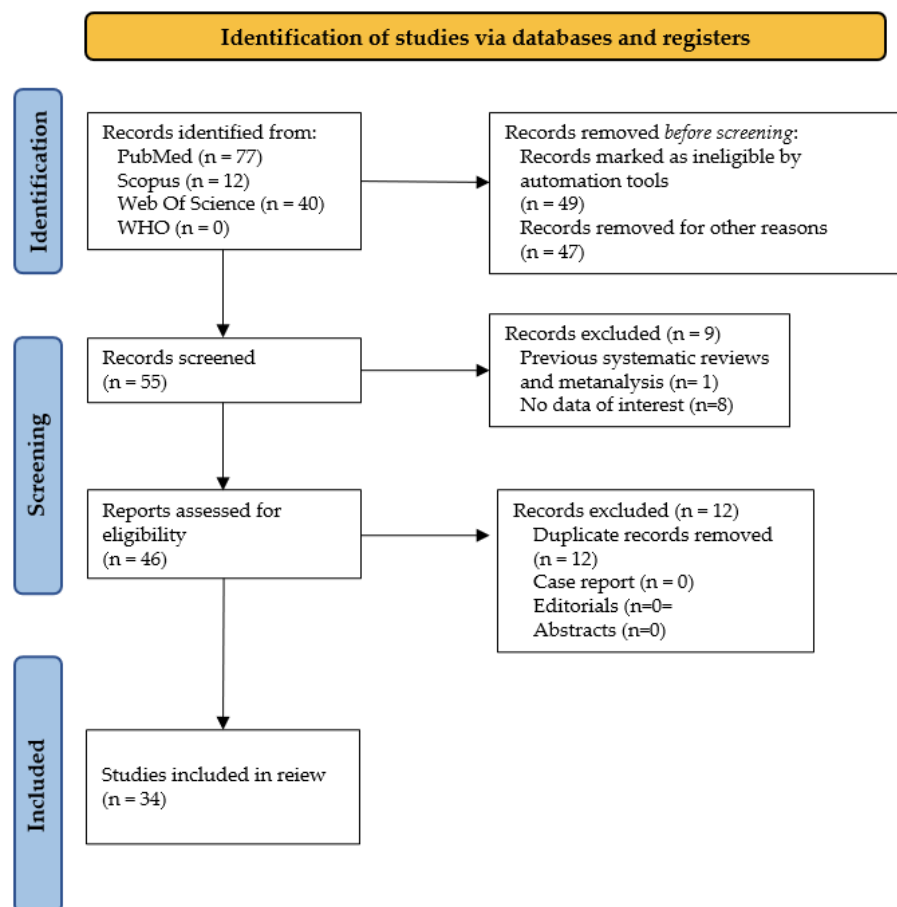 Identification of studies via databases and registers
Identification
Records identified from:
PubMed (n = 77)
Scopus (n = 12)
Web Of Science (n = 40)
WHO (n = 0)
Records removed before screening:
Records marked as ineligible by
automation tools
(n = 49)
Records removed for other reasons
(n = 47)
Screening
Records screened
(n = 55)
Records excluded (n = 9)
Previous systematic reviews
and metanalysis (n= 1)
No data of interest (n=8)
Reports assessed for
eligibility
(n = 46)
Records excluded (n = 12)
Duplicate records removed
(n = 12)
Case report (n = 0)
Editorials (n=0=
Abstracts (n=0)
Included
Studies included in reiew
(n = 34)